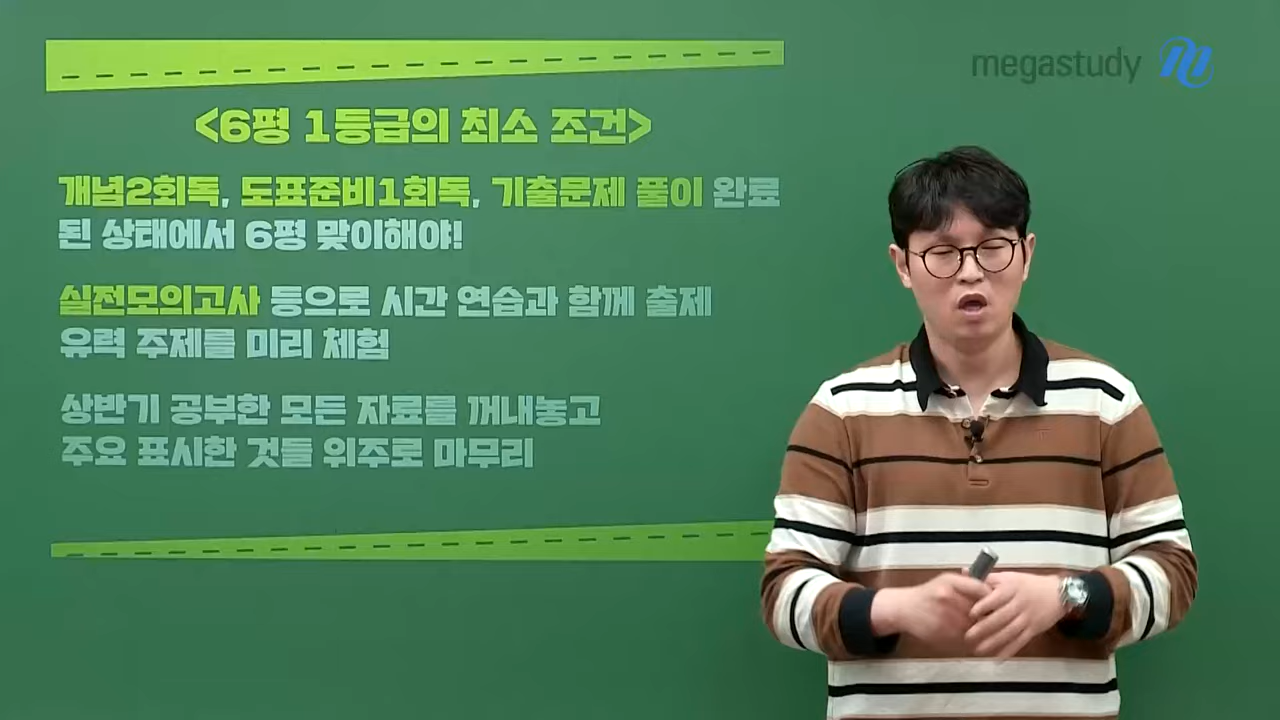 megastudy
<6평 1등급의 최소 조건>
개념2회독, 도표준비1회독, 기출문제 풀이 완료
된 상태에서 6평 맞이해야!
실전모의고사 등으로 시간 연습과 함께 출제
유력 주제를 미리 체험
상반기 공부한 모든 자료를 꺼내놓고
주요 표시한 것들 위주로 마무리